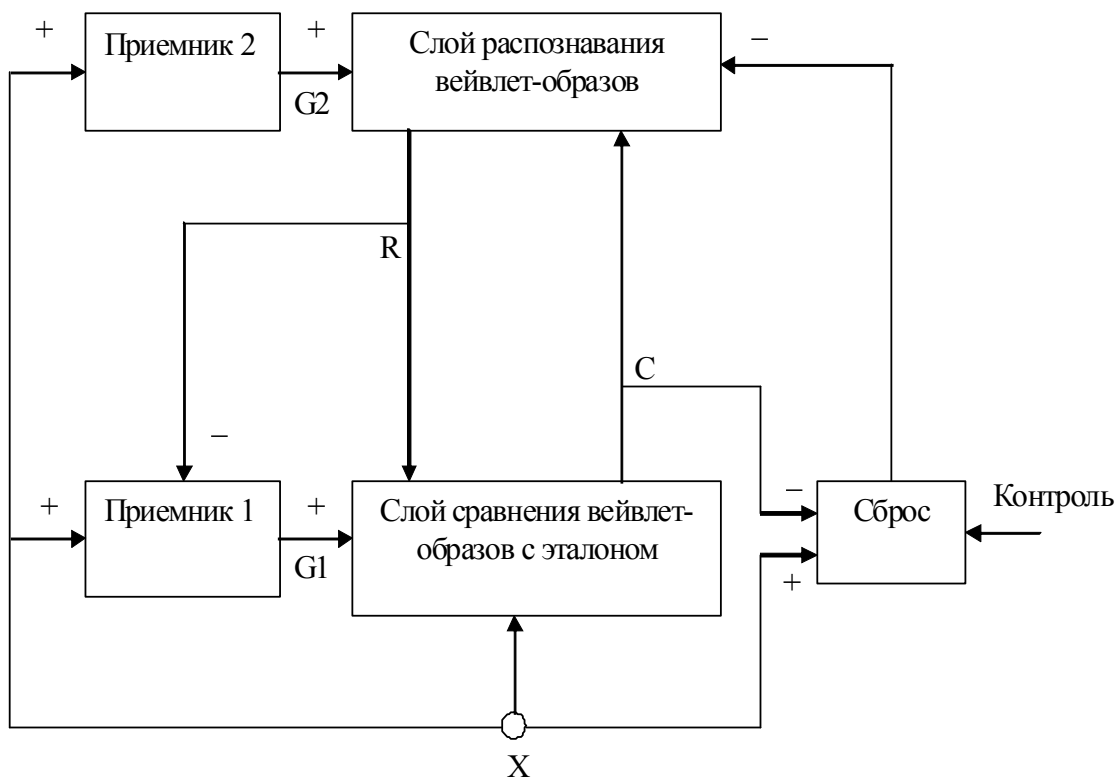 +
Приемник 2
+
G2
Слой распознавания
вейвлет-образов
–
R
C
–
+
Приемник 1
+
G1
Слой сравнения вейвлет-
образов с эталоном
–
+
Сброс
Контроль
X